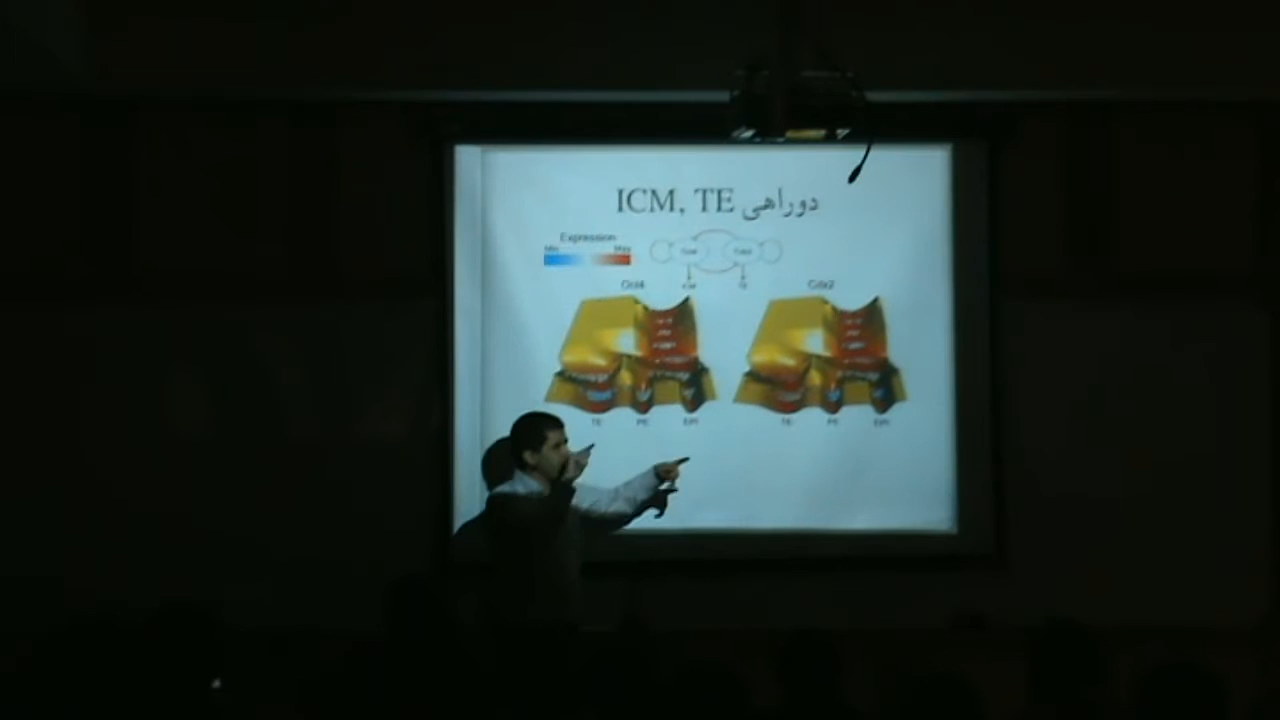 دوراهی ICM, TE
Expression
Min Max
Oct4 Cdx2
TE PE EPI TE PE EPI